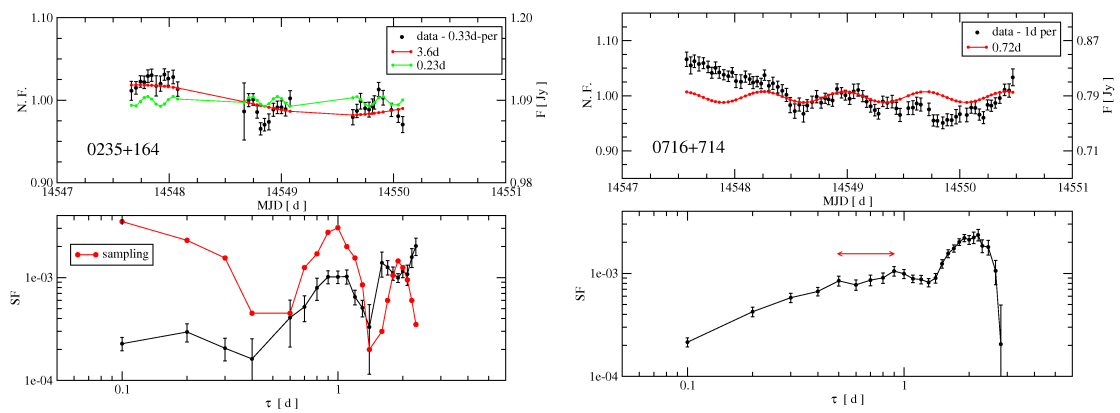 1.10
1.00
0.90
N. F.
data - 0.33d-per
3.6d
0.23d
0235+164
1.20
1.09
0.98
F [ Jy ]
14547
14548
14549
14550
14551
MJD [ d ]
1.10
1.00
0.90
N. F.
data - 1d per
0.72d
0716+714
0.87
0.79
0.71
F [ Jy ]
14547
14548
14549
14550
14551
MJD [ d ]
sampling
1e-03
1e-04
SF
0.1
1
τ [ d ]
1e-03
1e-04
SF
0.1
1
τ [ d ]